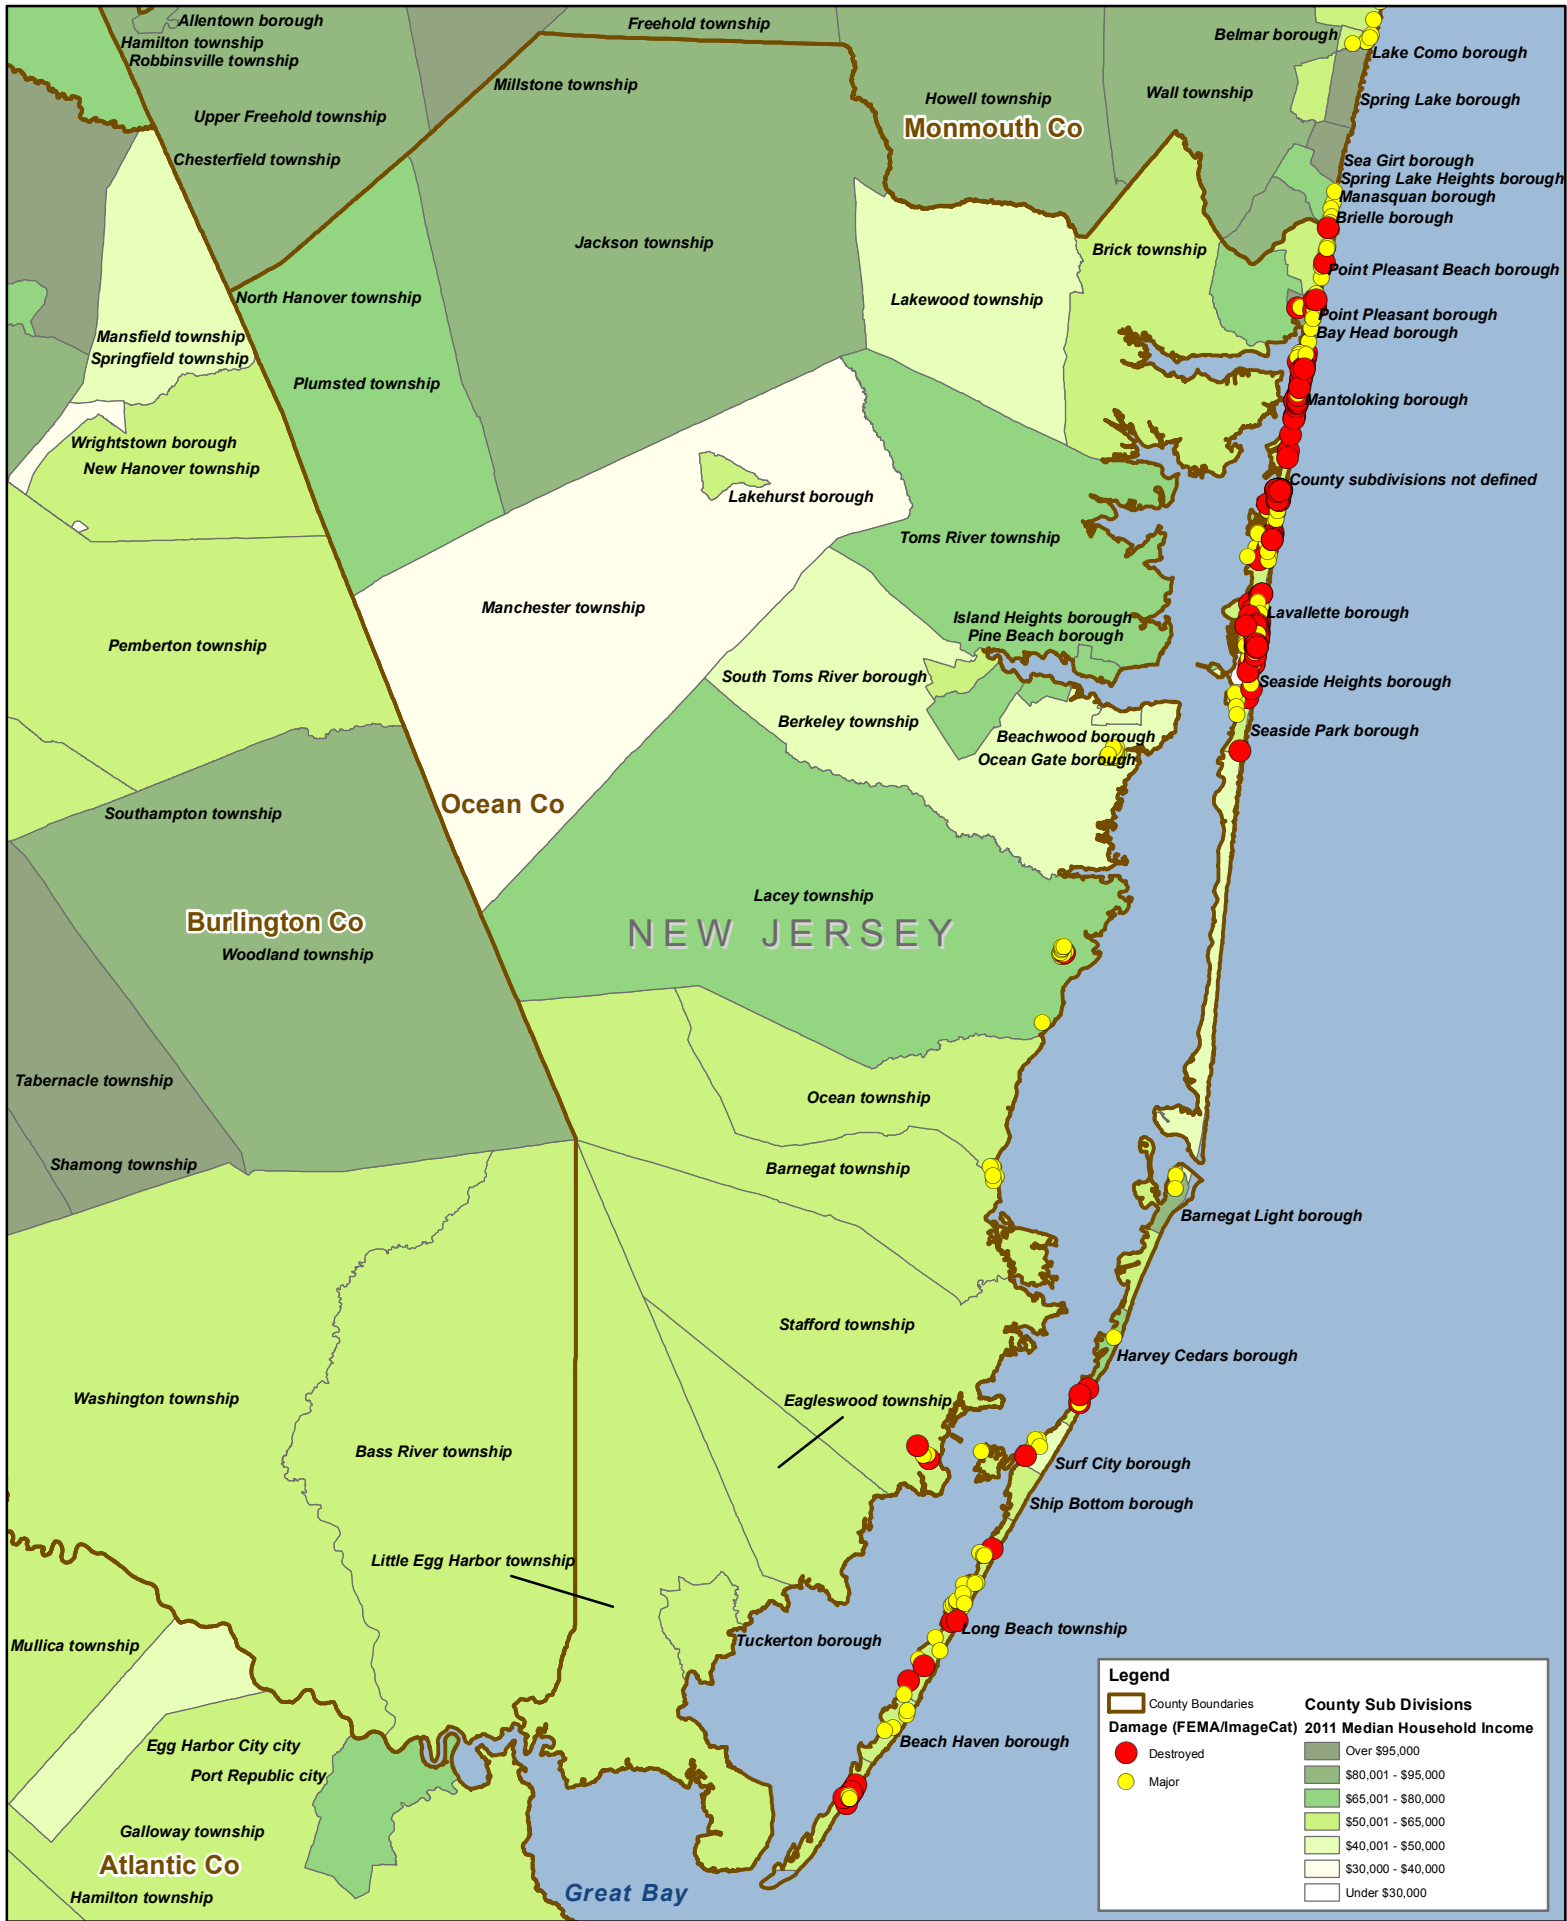 Allentown borough
Freehold township
Hamilton township
Belmar borough
Lake Como borough
Robbinsville township
Millstone township
Howell township
Wall township
Spring Lake borough
Upper Freehold township
Monmouth Co
Chesterfield township
Sea Girt borough
Spring Lake Heights borough
Manasquan borough
Brielle borough
Jackson township
Brick township
Point Pleasant Beach borough
North Hanover township
Lakewood township
Point Pleasant borough
Mansfield township
Bay Head borough
Springfield township
Plumsted township
Mantoloking borough
Wrightstown borough
New Hanover township
County subdivisions not defined
Lakehurst borough
Toms River township
Manchester township
Island Heights borough
Lavallette borough
Pine Beach borough
Pemberton township
South Toms River borough
Seaside Heights borough
Berkeley township
Seaside Park borough
Beachwood borough
Ocean Gate borough
Ocean Co
Southampton township
Lacey township
Burlington Co
NEW JERSEY
Woodland township
Tabernacle township
Ocean township
Shamong township
Barnegat township
Barnegat Light borough
Stafford township
Harvey Cedars borough
Washington township
Eagleswood township
Bass River township
Surf City borough
Ship Bottom borough
Little Egg Harbor township
Long Beach township
Mullica township
Tuckerton borough
Beach Haven borough
Egg Harbor City city
Port Republic city
Galloway township
Atlantic Co
Hamilton township
Great Bay
Legend
County Boundaries
Damage (FEMA/ImageCat)
Destroyed
Major
County Sub Divisions
2011 Median Household Income
Over $95,000
$80,001 - $95,000
$65,001 - $80,000
$50,001 - $65,000
$40,001 - $50,000
$30,000 - $40,000
Under $30,000